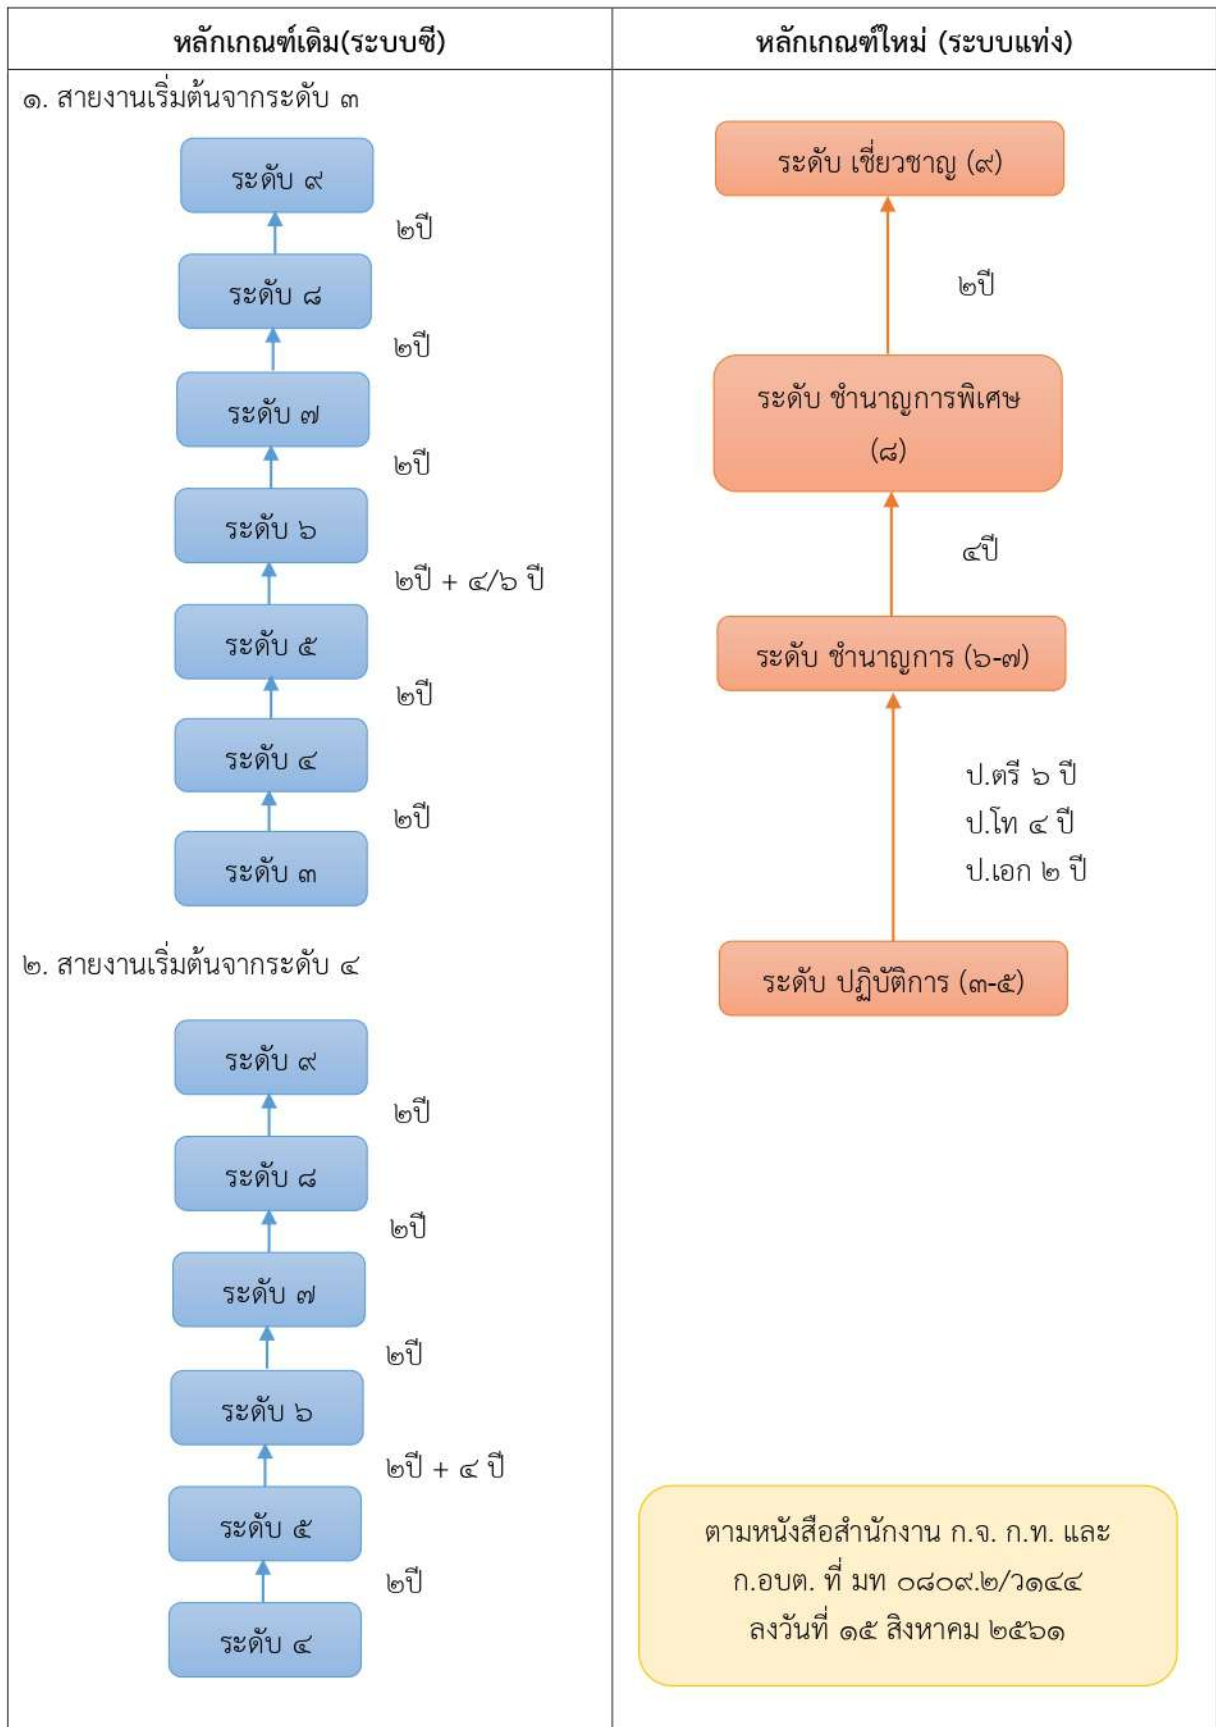 หลักเกณฑ์เดิม(ระบบซี)
๑. สายงานเริ่มต้นจากระดับ ๓
ระดับ ๙
๒ปี
ระดับ ๘
๒ปี
ระดับ ๗
๒ปี
ระดับ ๖
๒ปี + ๔/๖ ปี
ระดับ ๕
๒ปี
ระดับ ๔
๒ปี
ระดับ ๓
๒. สายงานเริ่มต้นจากระดับ ๔
ระดับ ๙
๒ปี
ระดับ ๘
๒ปี
ระดับ ๗
๒ปี
ระดับ ๖
๒ปี + ๔ ปี
ระดับ ๕
๒ปี
ระดับ ๔
หลักเกณฑ์ใหม่ (ระบบแท่ง)
ระดับ เชี่ยวชาญ (๙)
๒ปี
ระดับ ชำนาญการพิเศษ
(๘)
๔ปี
ระดับ ชำนาญการ (๖-๗)
ป.ตรี ๖ ปี
ป.โท ๔ ปี
ป.เอก ๒ ปี
ระดับ ปฏิบัติการ (๓-๕)
ตามหนังสือสำนักงาน ก.จ. ก.ท. และ
ก.อบต. ที่ มท ๐๘๐๙.๒/ว๑๔๔
ลงวันที่ ๑๕ สิงหาคม ๒๕๖๑